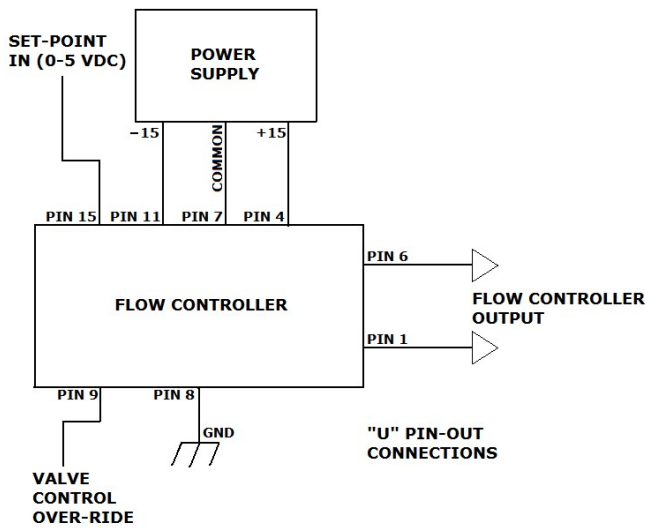 SET-POINT
IN (0-5 VDC)
POWER
SUPPLY
−15
COMMON
+15
PIN 15
PIN 11
PIN 7
PIN 4
PIN 6
FLOW CONTROLLER
FLOW CONTROLLER
OUTPUT
PIN 1
PIN 9
PIN 8
GND
"U" PIN-OUT
CONNECTIONS
VALVE
CONTROL
OVER-RIDE